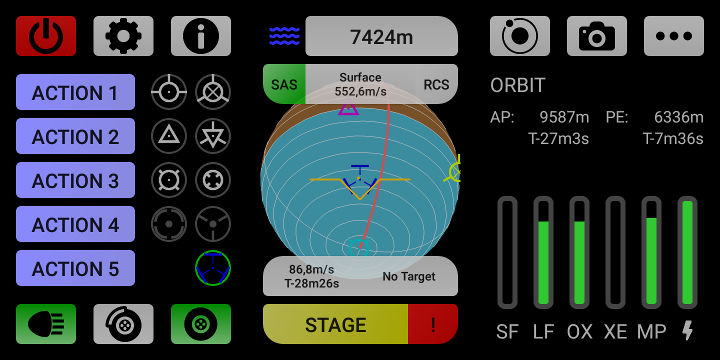 7424m
SAS
Surface
552,6m/s
RCS
ORBIT
AP: 9587m PE: 6336m
T-27m3s T-7m36s
ACTION 1
ACTION 2
ACTION 3
ACTION 4
ACTION 5
86,8m/s
T-28m26s
No Target
STAGE !
SF LF OX XE MP